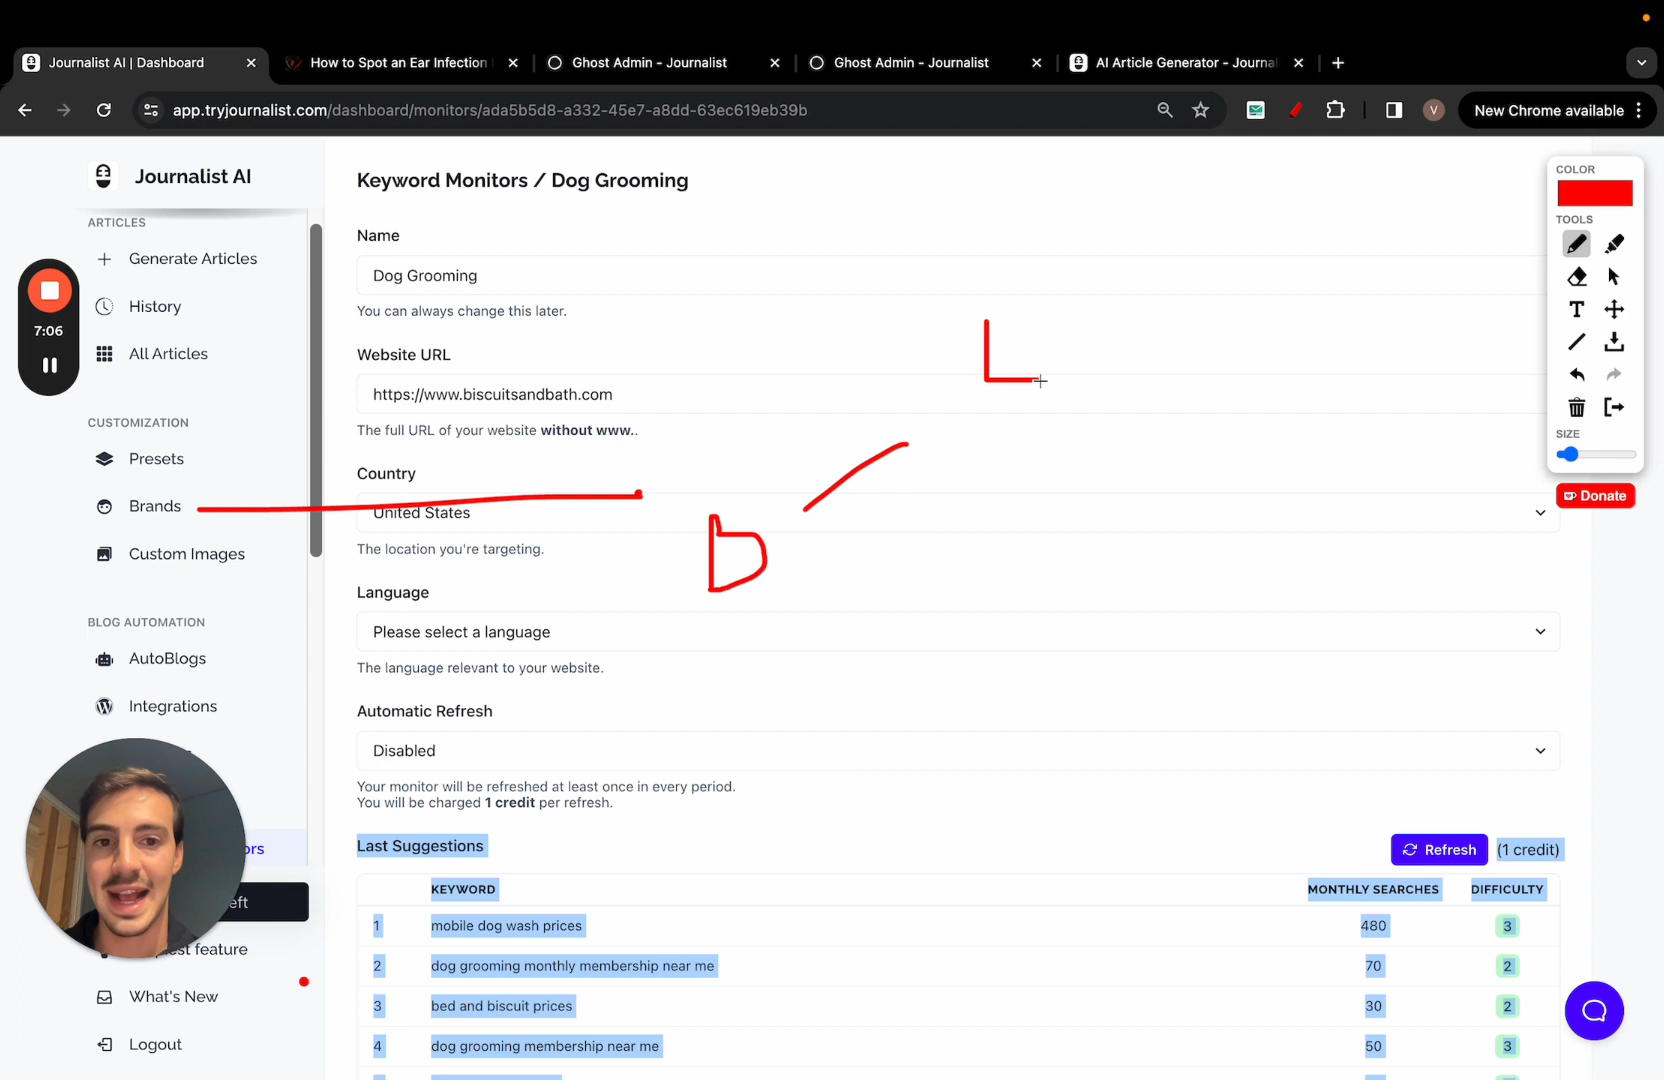 Journalist AI | Dashboard
How to Spot an Ear Infection
Ghost Admin - Journalist
Ghost Admin - Journalist
AI Article Generator - Journal
app.tryjournalist.com/dashboard/monitors/ada5b5d8-a332-45e7-a8dd-63ec619eb39b
V
New Chrome available
Journalist AI
ARTICLES
Generate Articles
History
All Articles
7:06
CUSTOMIZATION
Presets
Brands
Custom Images
BLOG AUTOMATION
AutoBlogs
Integrations
ors
eft
est feature
What's New
Logout
Keyword Monitors / Dog Grooming
Name
Dog Grooming
You can always change this later.
Website URL
https://www.biscuitsandbath.com
The full URL of your website without www..
Country
United States
The location you're targeting.
Language
Please select a language
The language relevant to your website.
Automatic Refresh
Disabled
Your monitor will be refreshed at least once in every period.
You will be charged 1 credit per refresh.
Last Suggestions
Refresh (1 credit)
KEYWORD MONTHLY SEARCHES DIFFICULTY
1 mobile dog wash prices 480 3
2 dog grooming monthly membership near me 70 2
3 bed and biscuit prices 30 2
4 dog grooming membership near me 50 3
L
b
COLOR
TOOLS
T
SIZE
Donate